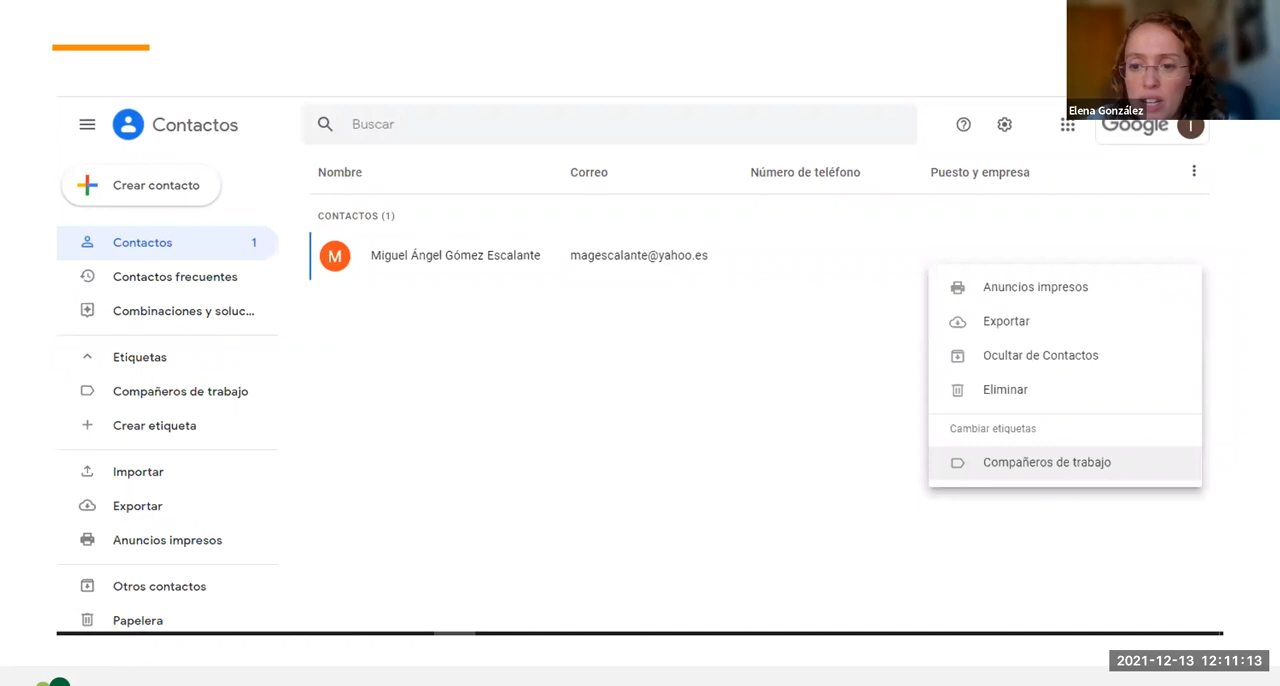 Elena González
Contactos
Buscar
Google
I
Crear contacto
Nombre
Correo
Número de teléfono
Puesto y empresa
CONTACTOS (1)
Contactos
1
M
Miguel Ángel Gómez Escalante
magescalante@yahoo.es
Contactos frecuentes
Combinaciones y soluc...
Etiquetas
Compañeros de trabajo
Crear etiqueta
Importar
Exportar
Anuncios impresos
Otros contactos
Papelera
Anuncios impresos
Exportar
Ocultar de Contactos
Eliminar
Cambiar etiquetas
Compañeros de trabajo
2021-12-13 12:11:13